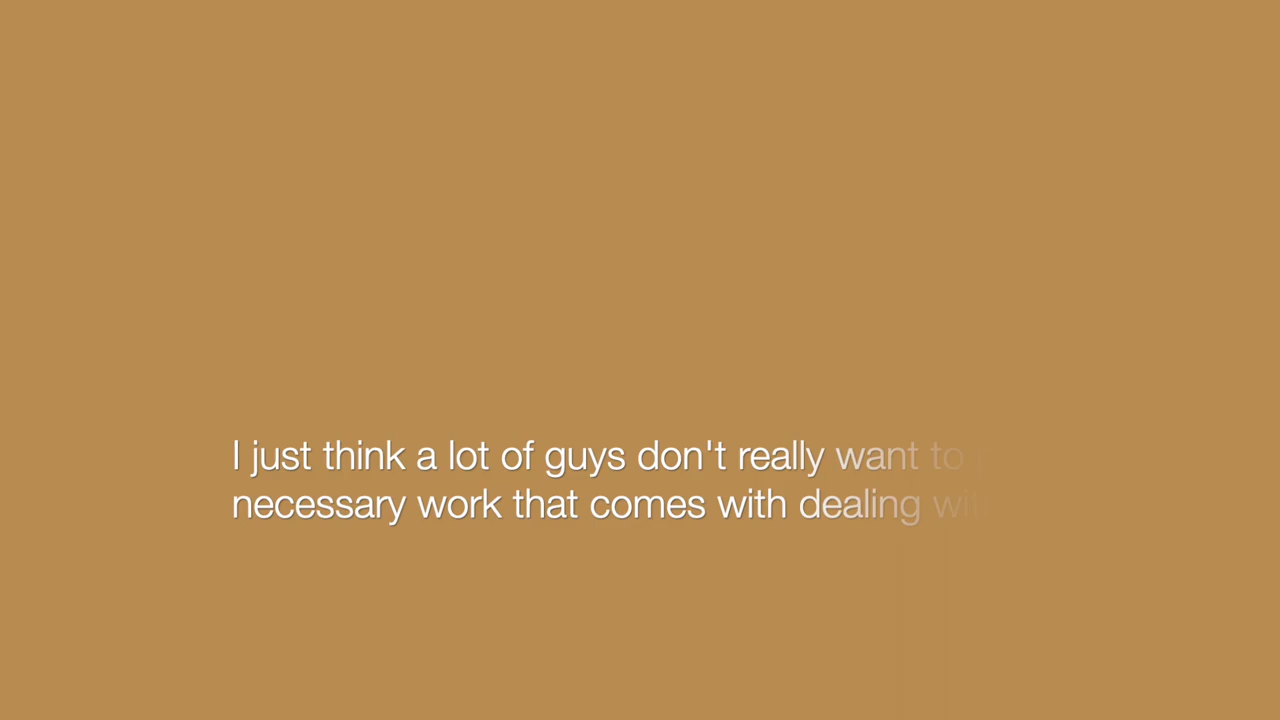 I just think a lot of guys don't really want to
necessary work that comes with dealing